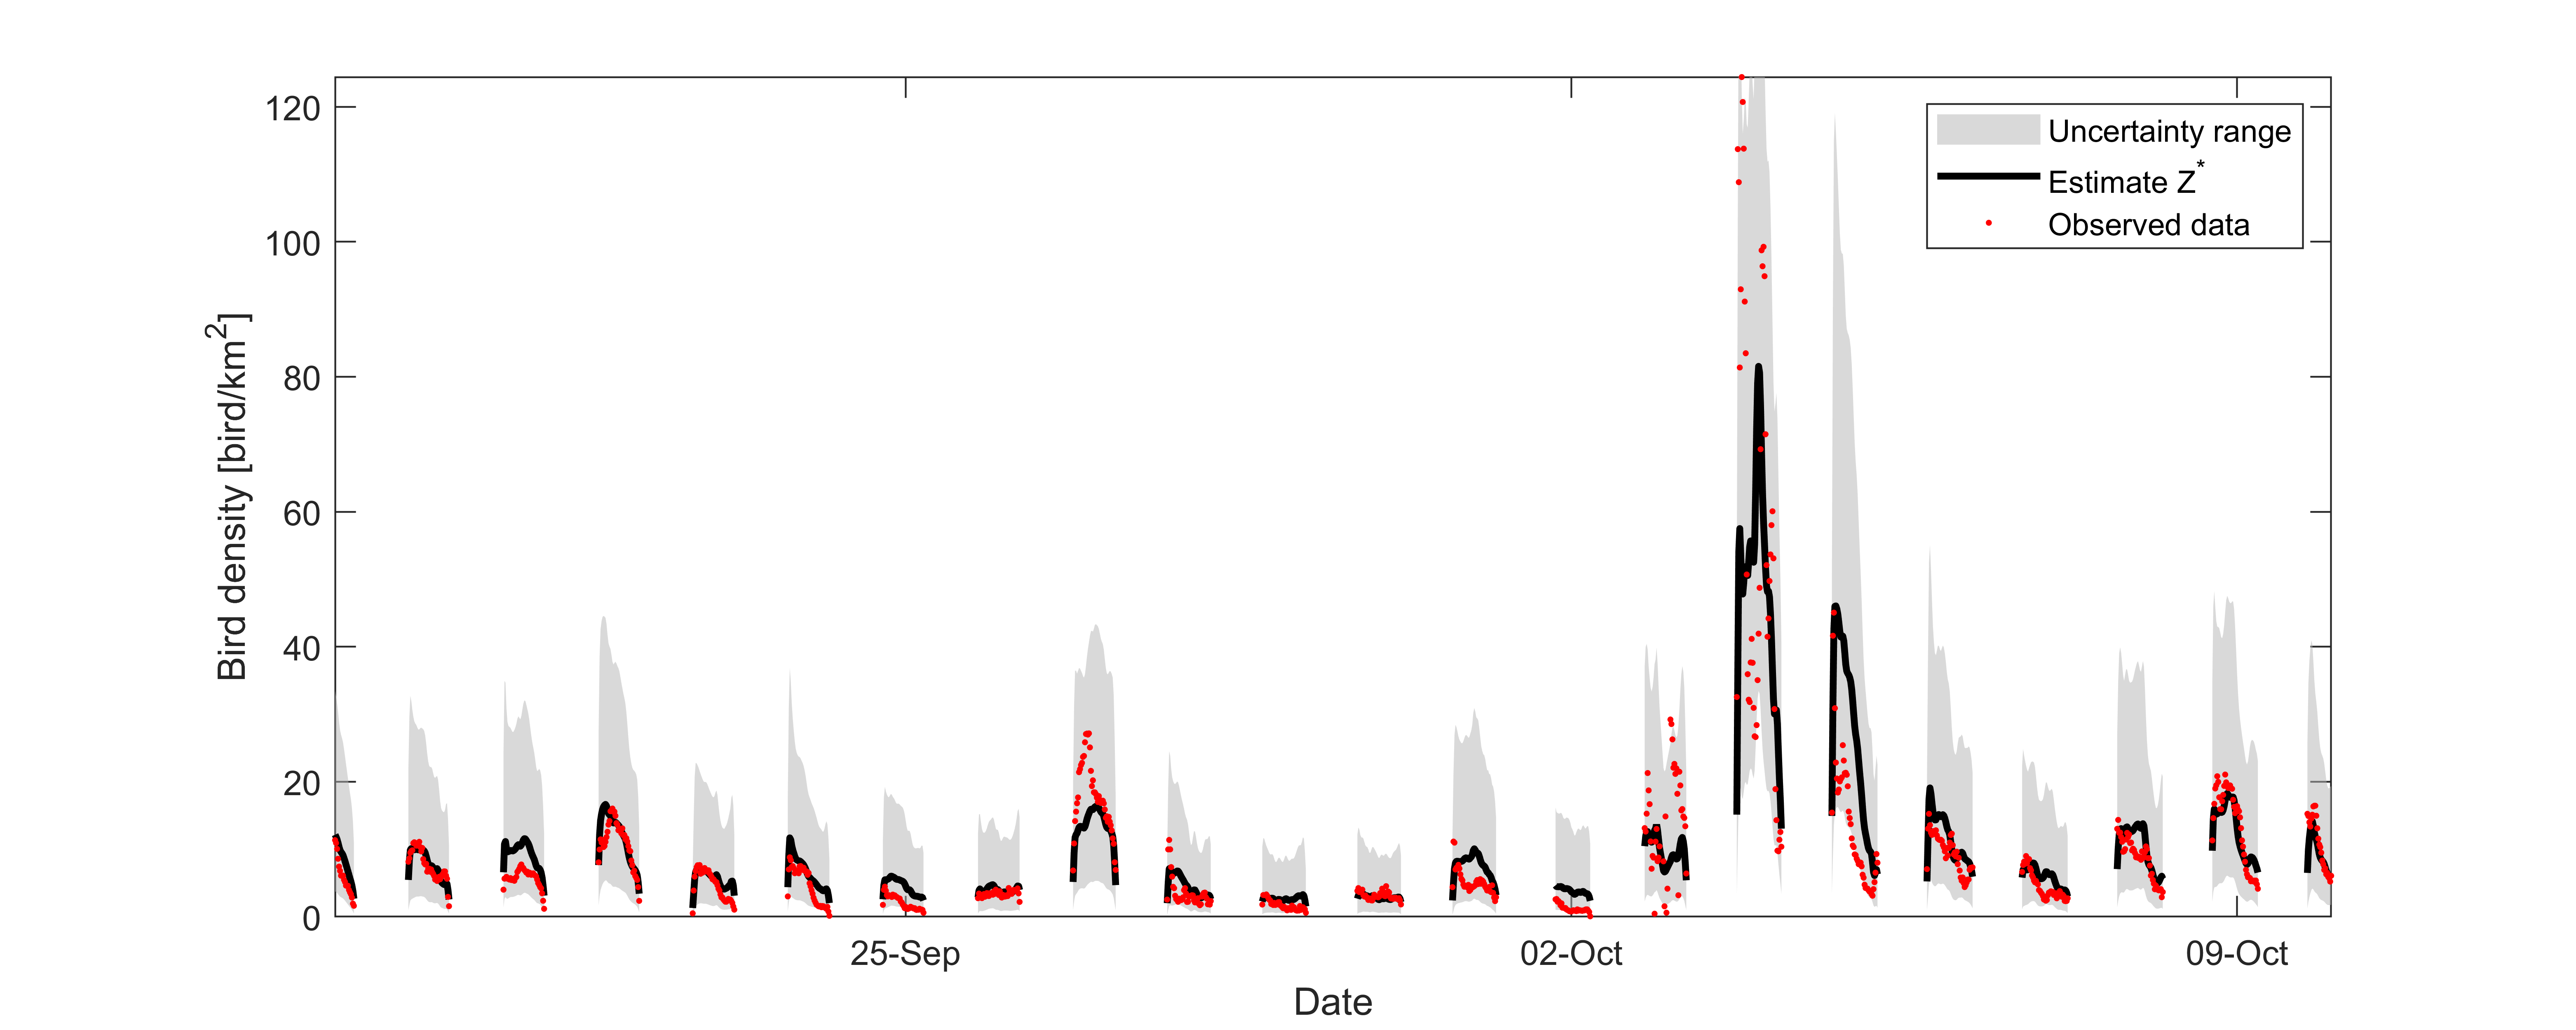 120
100
80
60
40
20
0
Bird density [bird/km²]
Uncertainty range
Estimate Z*
Observed data
25-Sep
02-Oct
09-Oct
Date